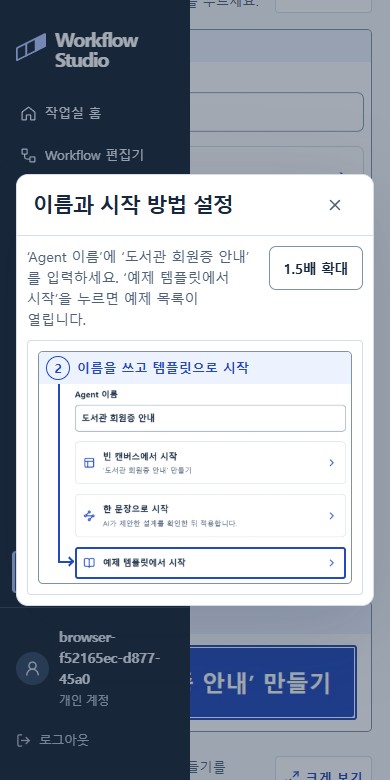 를 누르세요.
Workflow
Studio
작업실 홈
Workflow 편집기
이름과 시작 방법 설정
‘Agent 이름’에 ‘도서관 회원증 안내’
를 입력하세요. ‘예제 템플릿에서
시작’을 누르면 예제 목록이
열립니다.
1.5배 확대
2 이름을 쓰고 템플릿으로 시작
Agent 이름
도서관 회원증 안내
빈 캔버스에서 시작
‘도서관 회원증 안내’ 만들기
한 문장으로 시작
AI가 제안한 설계를 확인한 뒤 적용합니다.
예제 템플릿에서 시작
browser-
f52165ec-d877-
45a0
개인 계정
안내’ 만들기
로그아웃
들기를
크게 보기